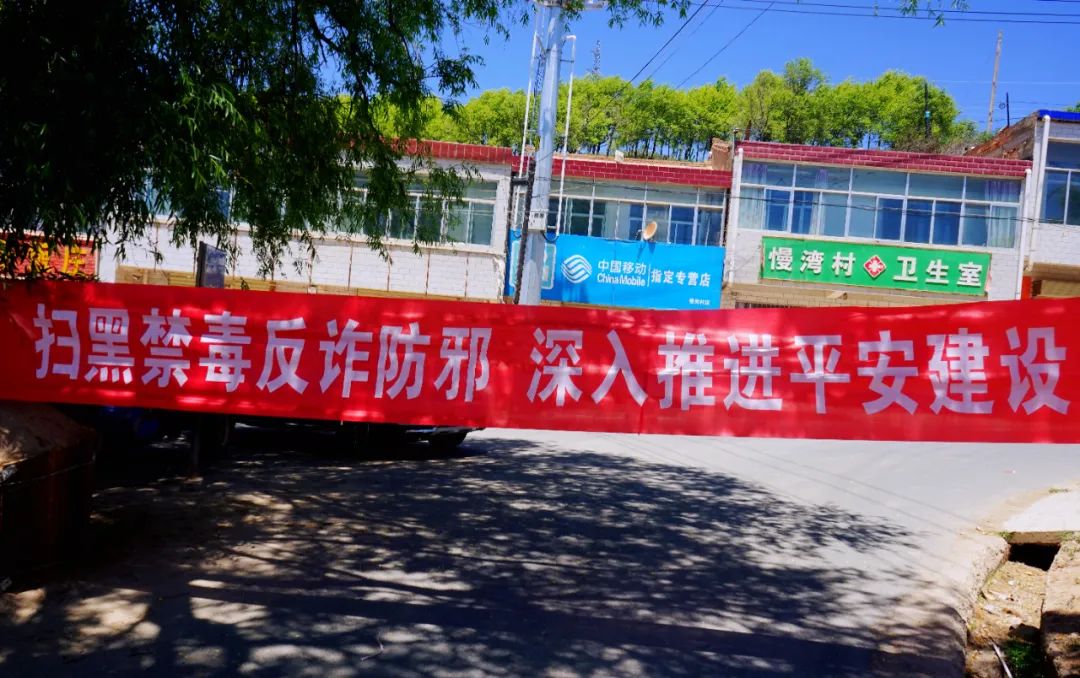 中国移动
China Mobile
指定专营店
慢湾村 卫生室
扫黑禁毒反诈防邪 深入推进平安建设